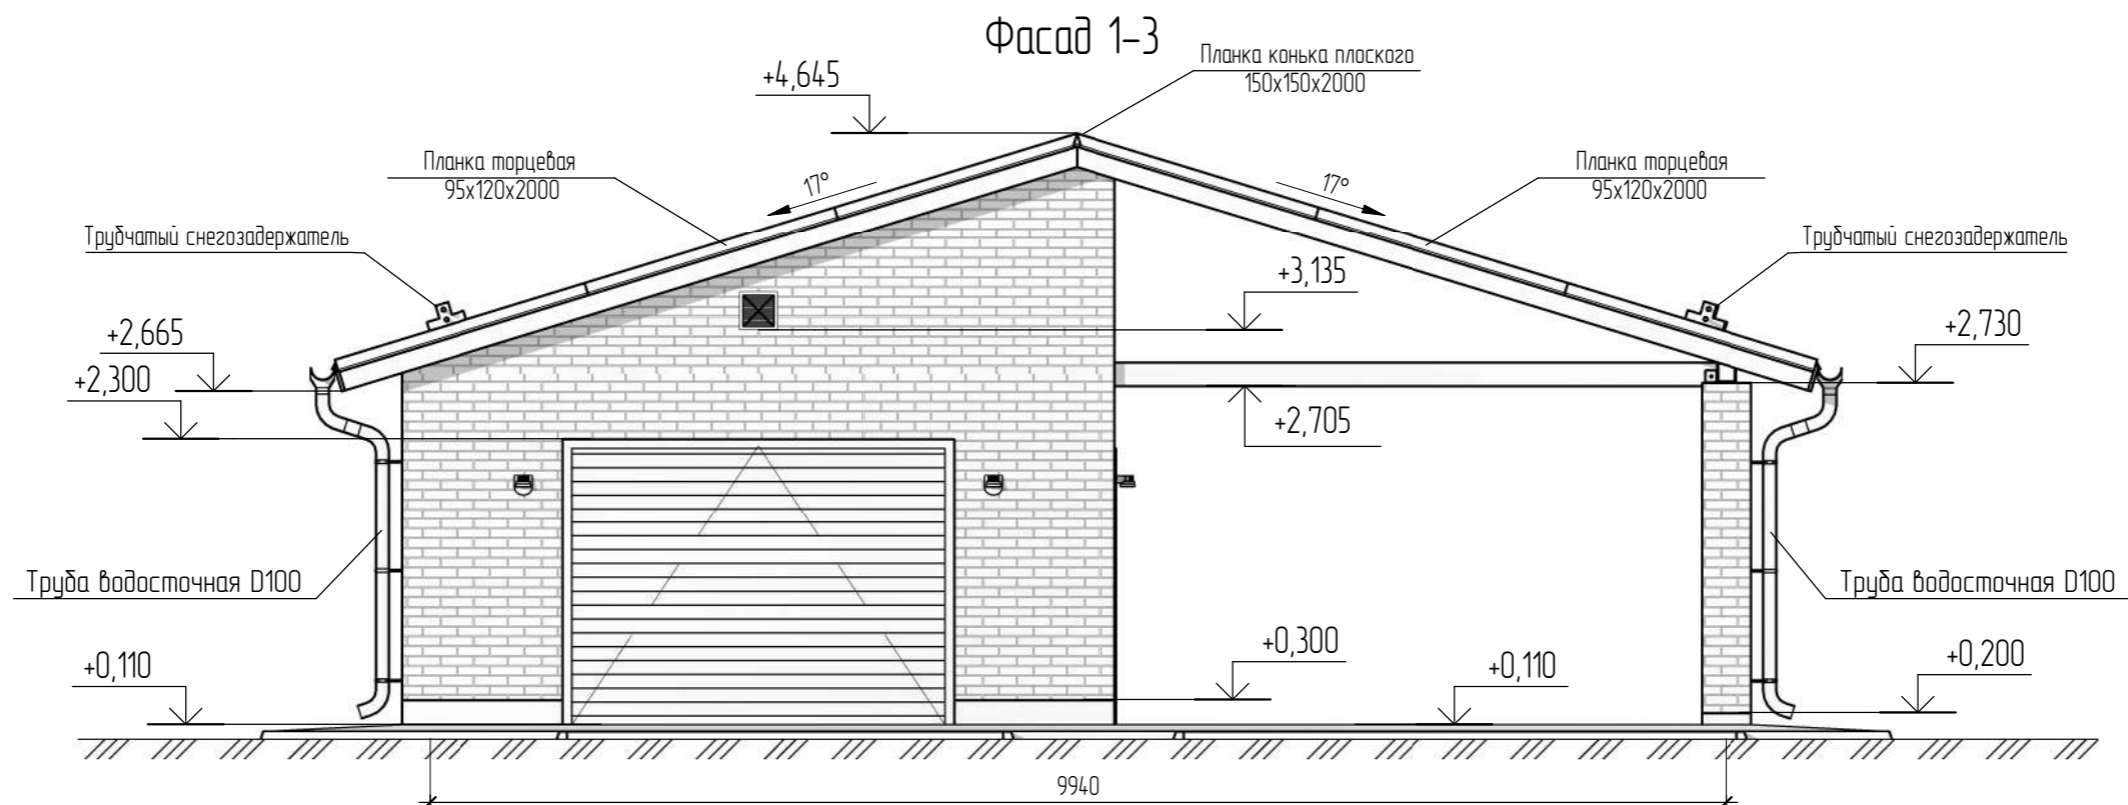 Фасад 1-3
Планка конька плоского
150х150х2000
+4,645
Планка торцевая
95х120х2000
17°
17°
Планка торцевая
95х120х2000
Трубчатый снегозадержатель
Трубчатый снегозадержатель
+3,135
+2,665
+2,730
+2,300
+2,705
Труба водосточная D100
Труба водосточная D100
+0,110
+0,300
+0,110
+0,200
9940